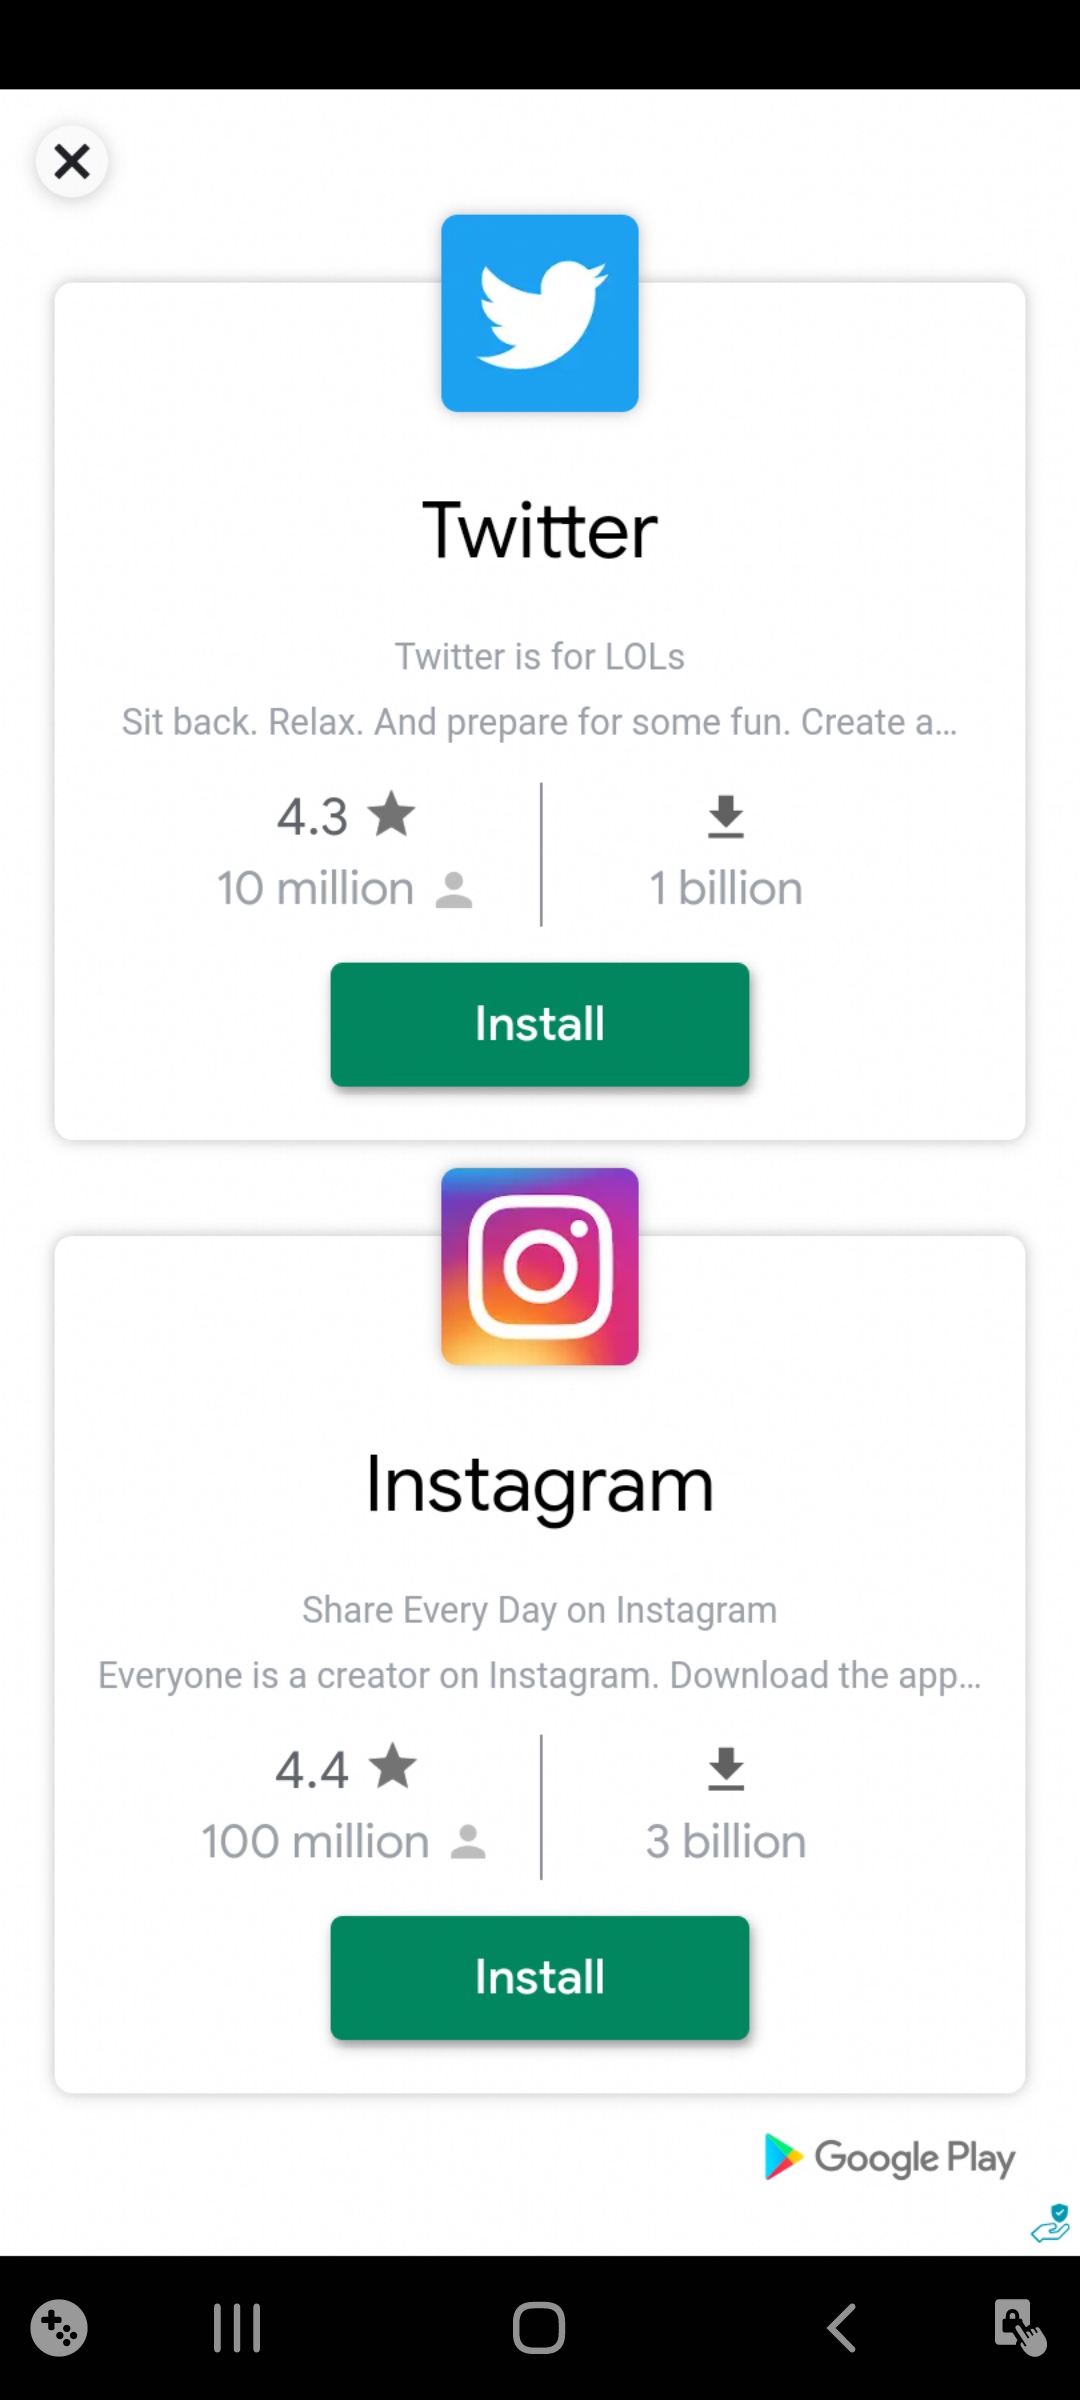 Twitter
Twitter is for LOLs
Sit back. Relax. And prepare for some fun. Create a...
4.3
10 million
1 billion
Install
Instagram
Share Every Day on Instagram
Everyone is a creator on Instagram. Download the app...
4.4
100 million
3 billion
Install
Google Play